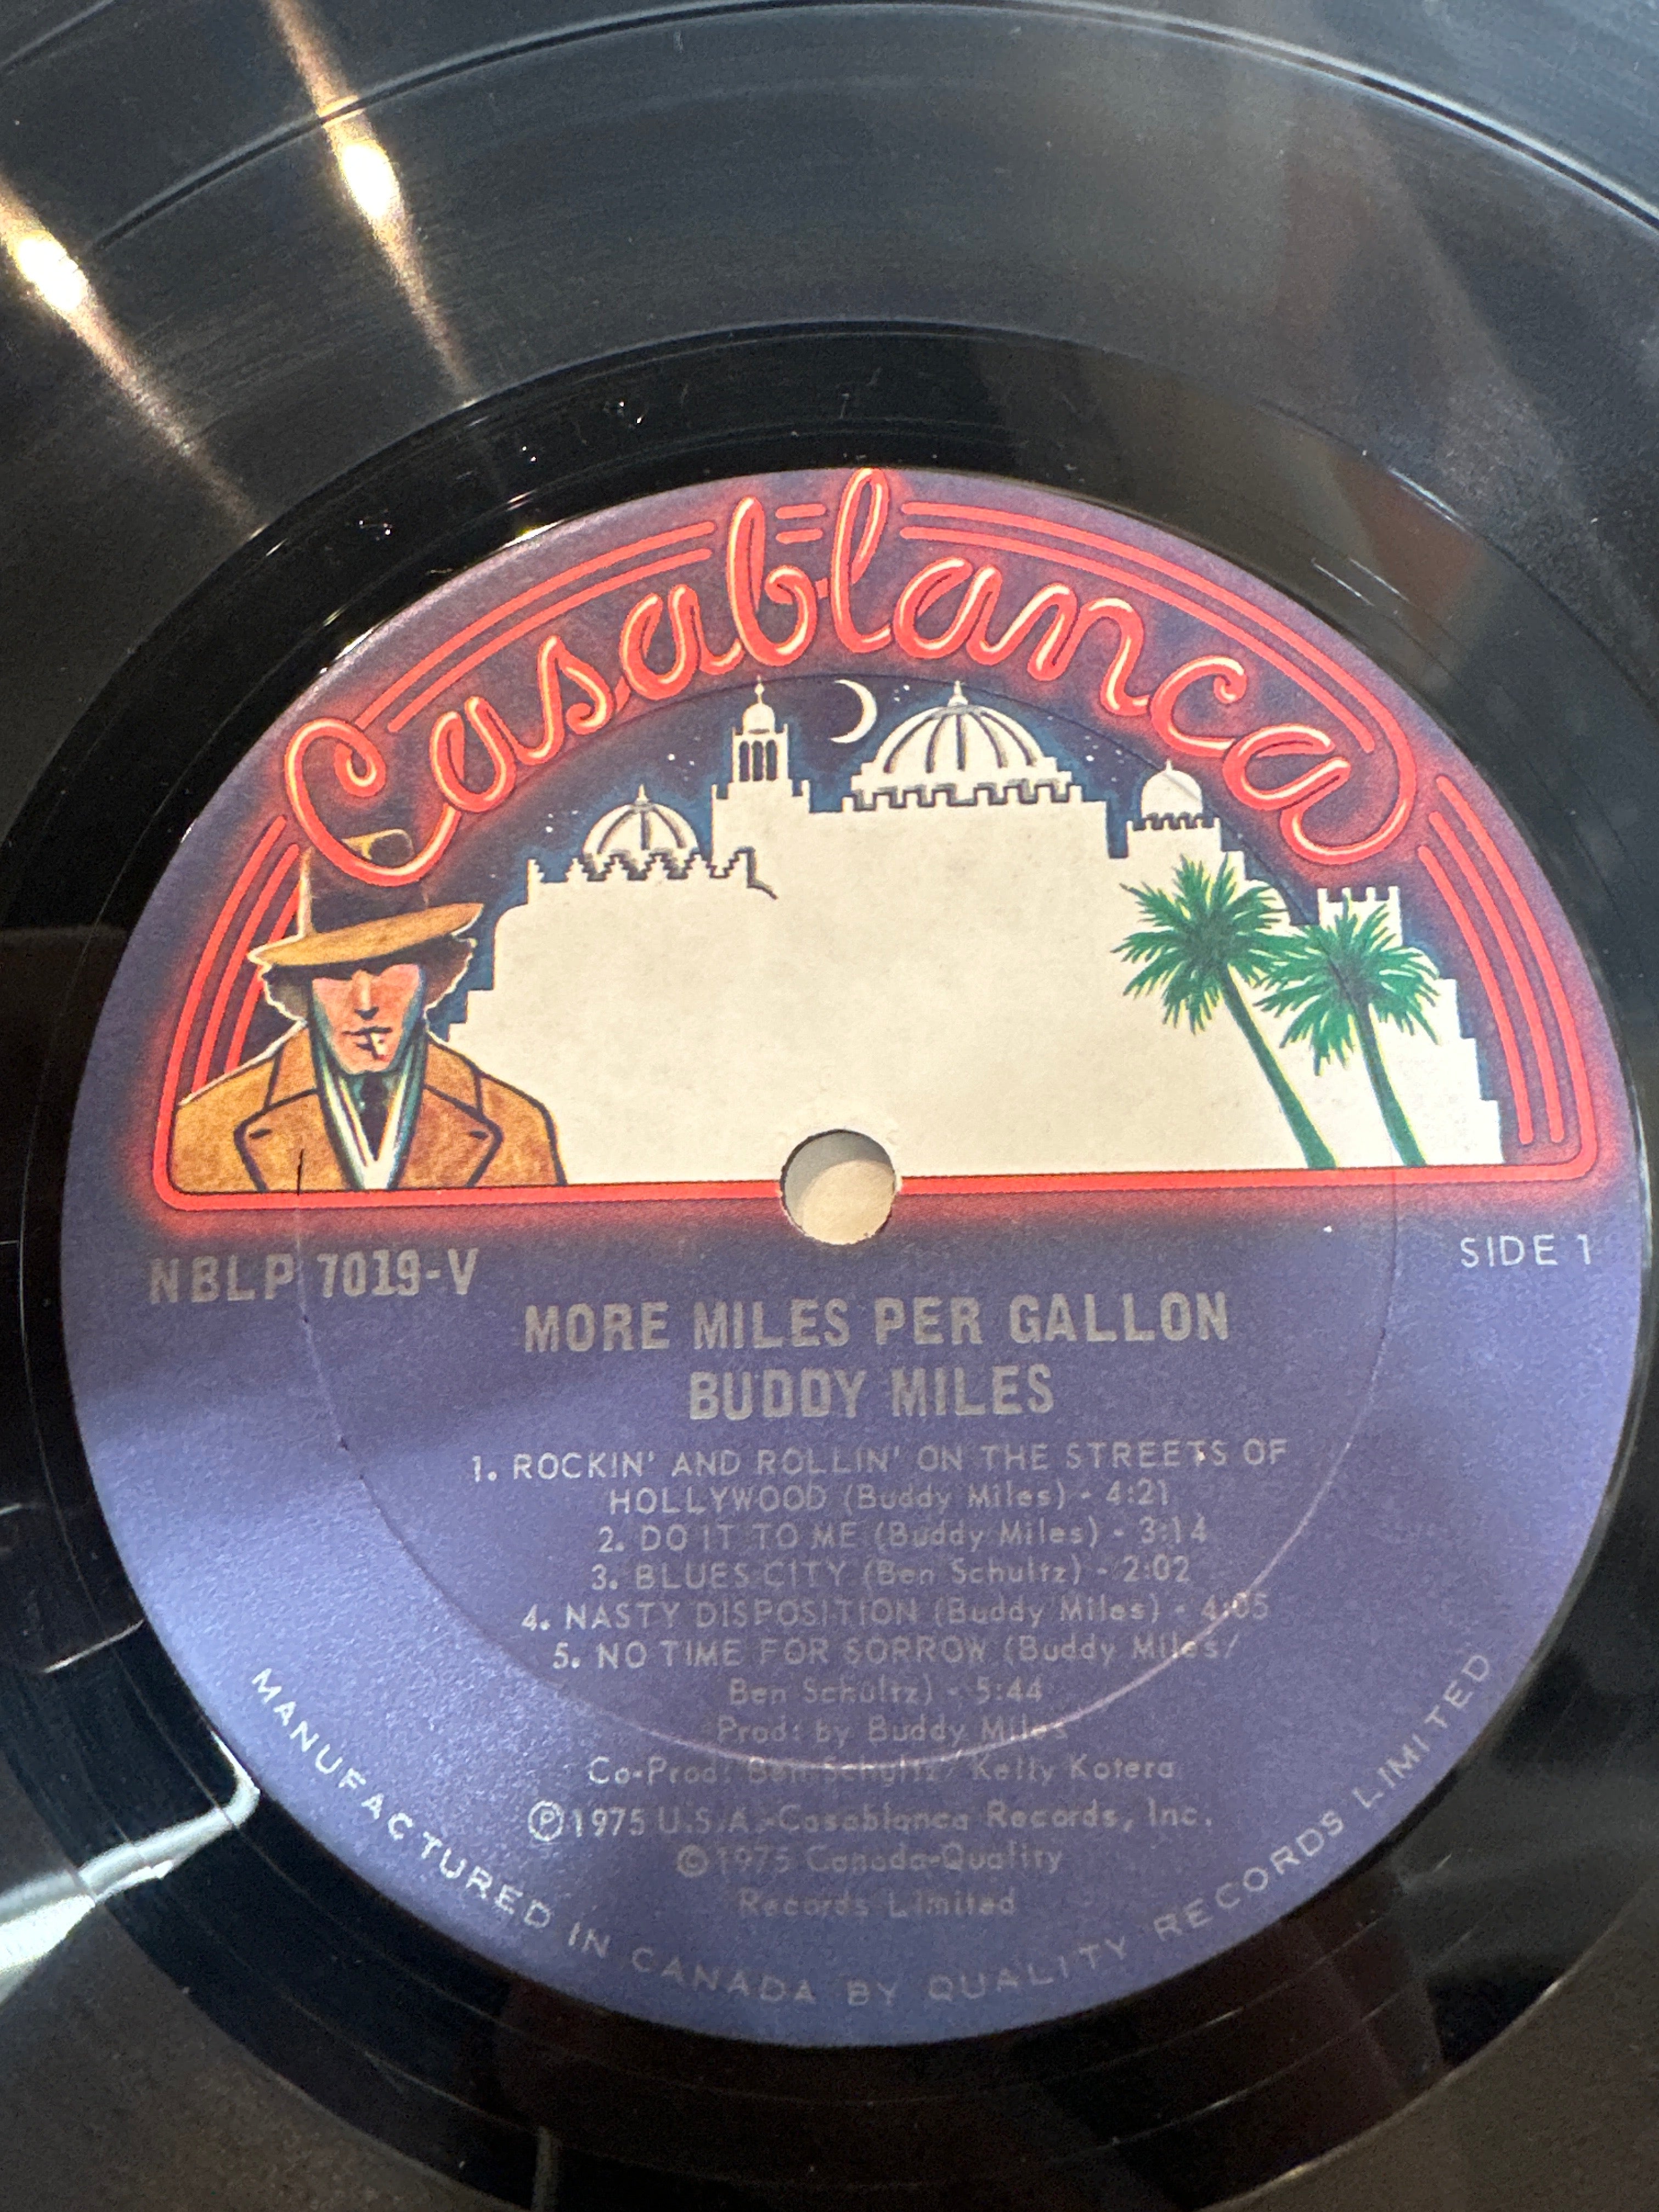 Casablanca
NBLP 7019-V
SIDE 1
MORE MILES PER GALLON
BUDDY MILES
1. ROCKIN' AND ROLLIN' ON THE STREETS OF
HOLLYWOOD (Buddy Miles) - 4:21
2. DO IT TO ME (Buddy Miles) - 3:14
3. BLUES CITY (Ben Schultz) - 2:02
4. NASTY DISPOSITION (Buddy Miles) - 4:05
5. NO TIME FOR SORROW (Buddy Miles/
Ben Schultz) - 5:44
Prod: by Buddy Miles
Co-Prod: Ben Schultz/ Kelly Kotera
℗1975 U.S.A.-Casablanca Records, Inc.
©1975 Canada-Quality
Records Limited
MANUFACTURED IN CANADA BY QUALITY RECORDS LIMITED